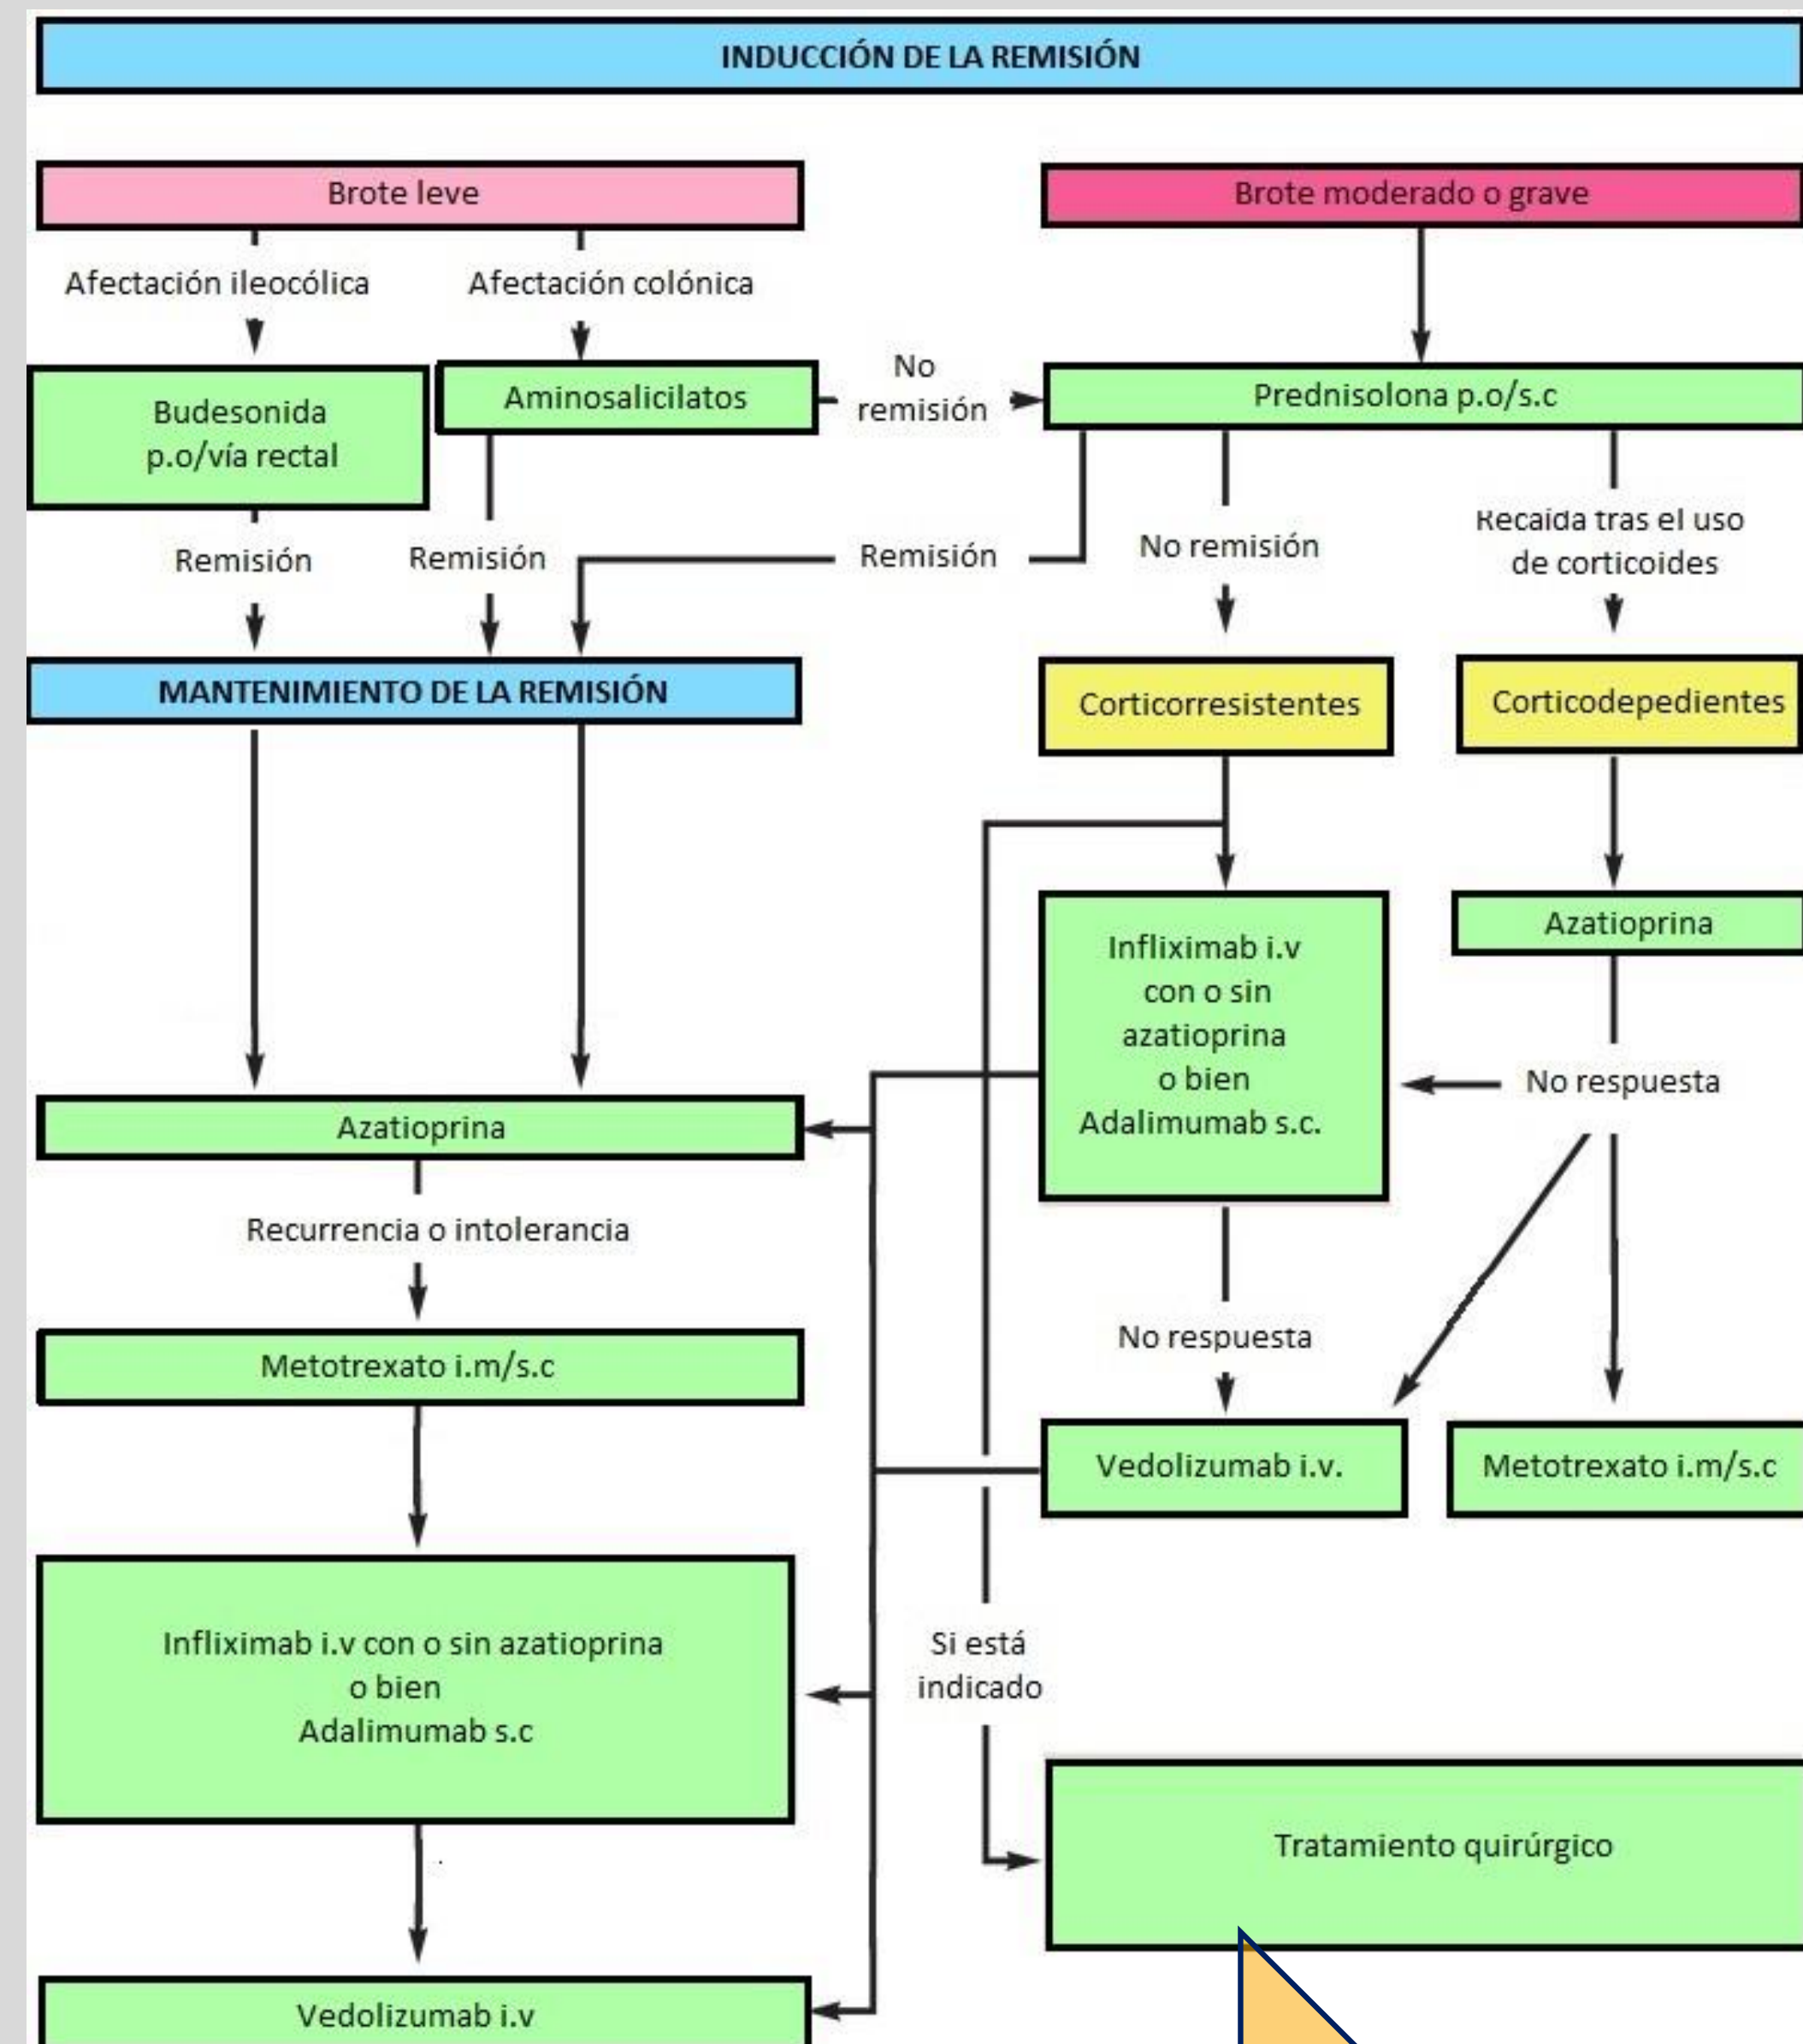 INDUCCIÓN DE LA REMISIÓN
Brote leve
Brote moderado o grave
Afectación ileocólica
Afectación colónica
Budesonida
p.o/vía rectal
Aminosalicilatos
No
remisión
Prednisolona p.o/s.c
Remisión
Remisión
Remisión
No remisión
Recaída tras el uso
de corticoides
MANTENIMIENTO DE LA REMISIÓN
Corticorresistentes
Corticodepedientes
Infliximab i.v
con o sin
azatioprina
o bien
Adalimumab s.c.
Azatioprina
No respuesta
Azatioprina
Recurrencia o intolerancia
No respuesta
Metotrexato i.m/s.c
Vedolizumab i.v.
Metotrexato i.m/s.c
Infliximab i.v con o sin azatioprina
o bien
Adalimumab s.c
Si está
indicado
Tratamiento quirúrgico
Vedolizumab i.v